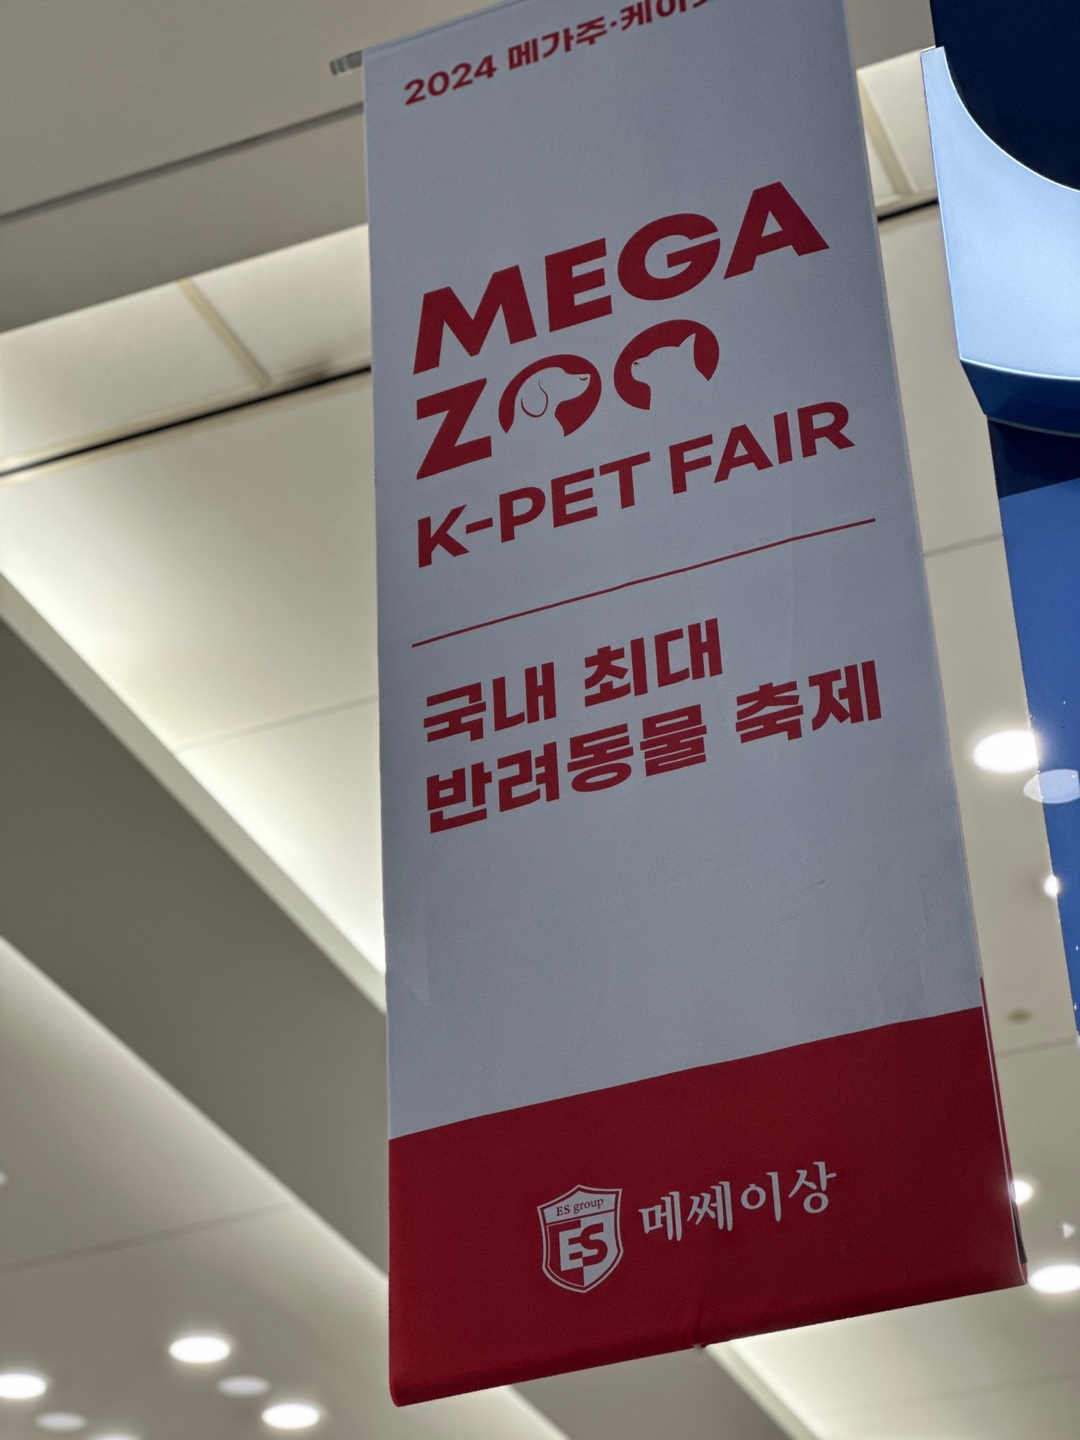 2024 메가주·케이
MEGA
ZOO
K-PET FAIR
국내 최대
반려동물 축제
ES group
ES
메쎄이상